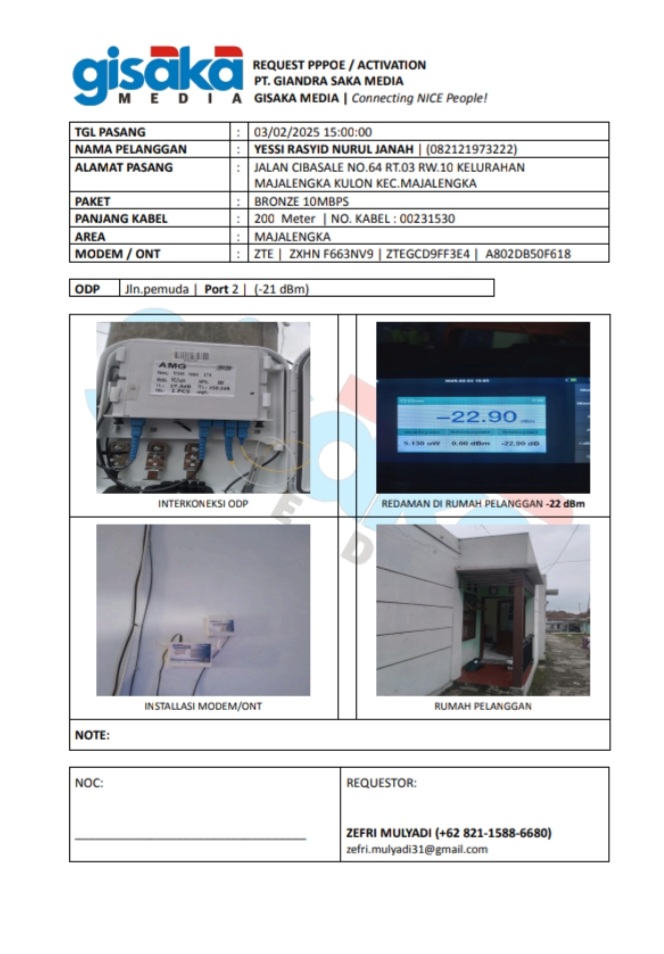 gisaka
MEDIA
REQUEST PPPOE / ACTIVATION
PT. GIANDRA SAKA MEDIA
GISAKA MEDIA | Connecting NICE People!
TGL PASANG : 03/02/2025 15:00:00
NAMA PELANGGAN : YESSI RASYID NURUL JANAH | (082121973222)
ALAMAT PASANG : JALAN CIBASALE NO.64 RT.03 RW.10 KELURAHAN
MAJALENGKA KULON KEC.MAJALENGKA
PAKET : BRONZE 10MBPS
PANJANG KABEL : 200 Meter | NO. KABEL : 00231530
AREA : MAJALENGKA
MODEM / ONT : ZTE | ZXHN F663NV9 | ZTEGCD9FF3E4 | A802DB50F618
ODP Jln.pemuda | Port 2 | (-21 dBm)
AMG
-22.90 dBm
5.130 uW 0.00 dBm -22.90 dB
INTERKONEKSI ODP
REDAMAN DI RUMAH PELANGGAN -22 dBm
INSTALLASI MODEM/ONT
RUMAH PELANGGAN
NOTE:
NOC:
REQUESTOR:
ZEFRI MULYADI (+62 821-1588-6680)
zefri.mulyadi31@gmail.com